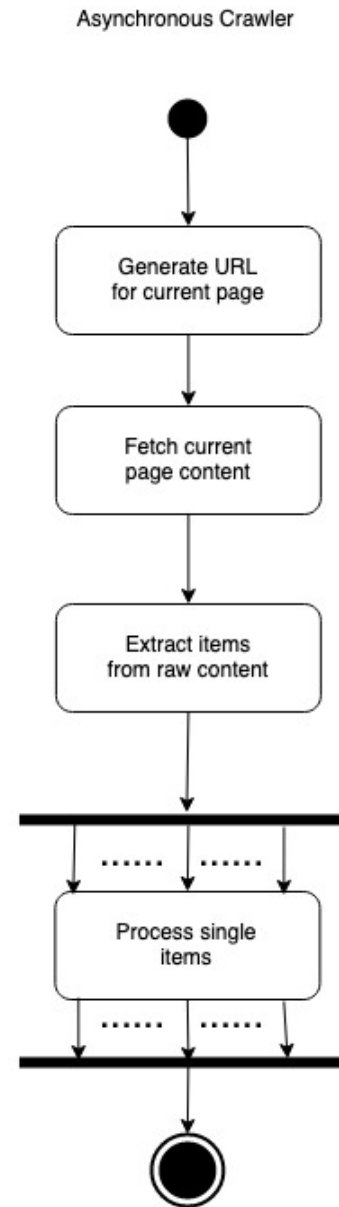 Asynchronous Crawler
Generate URL
for current page
Fetch current
page content
Extract items
from raw content
...... ......
Process single
items
...... ......